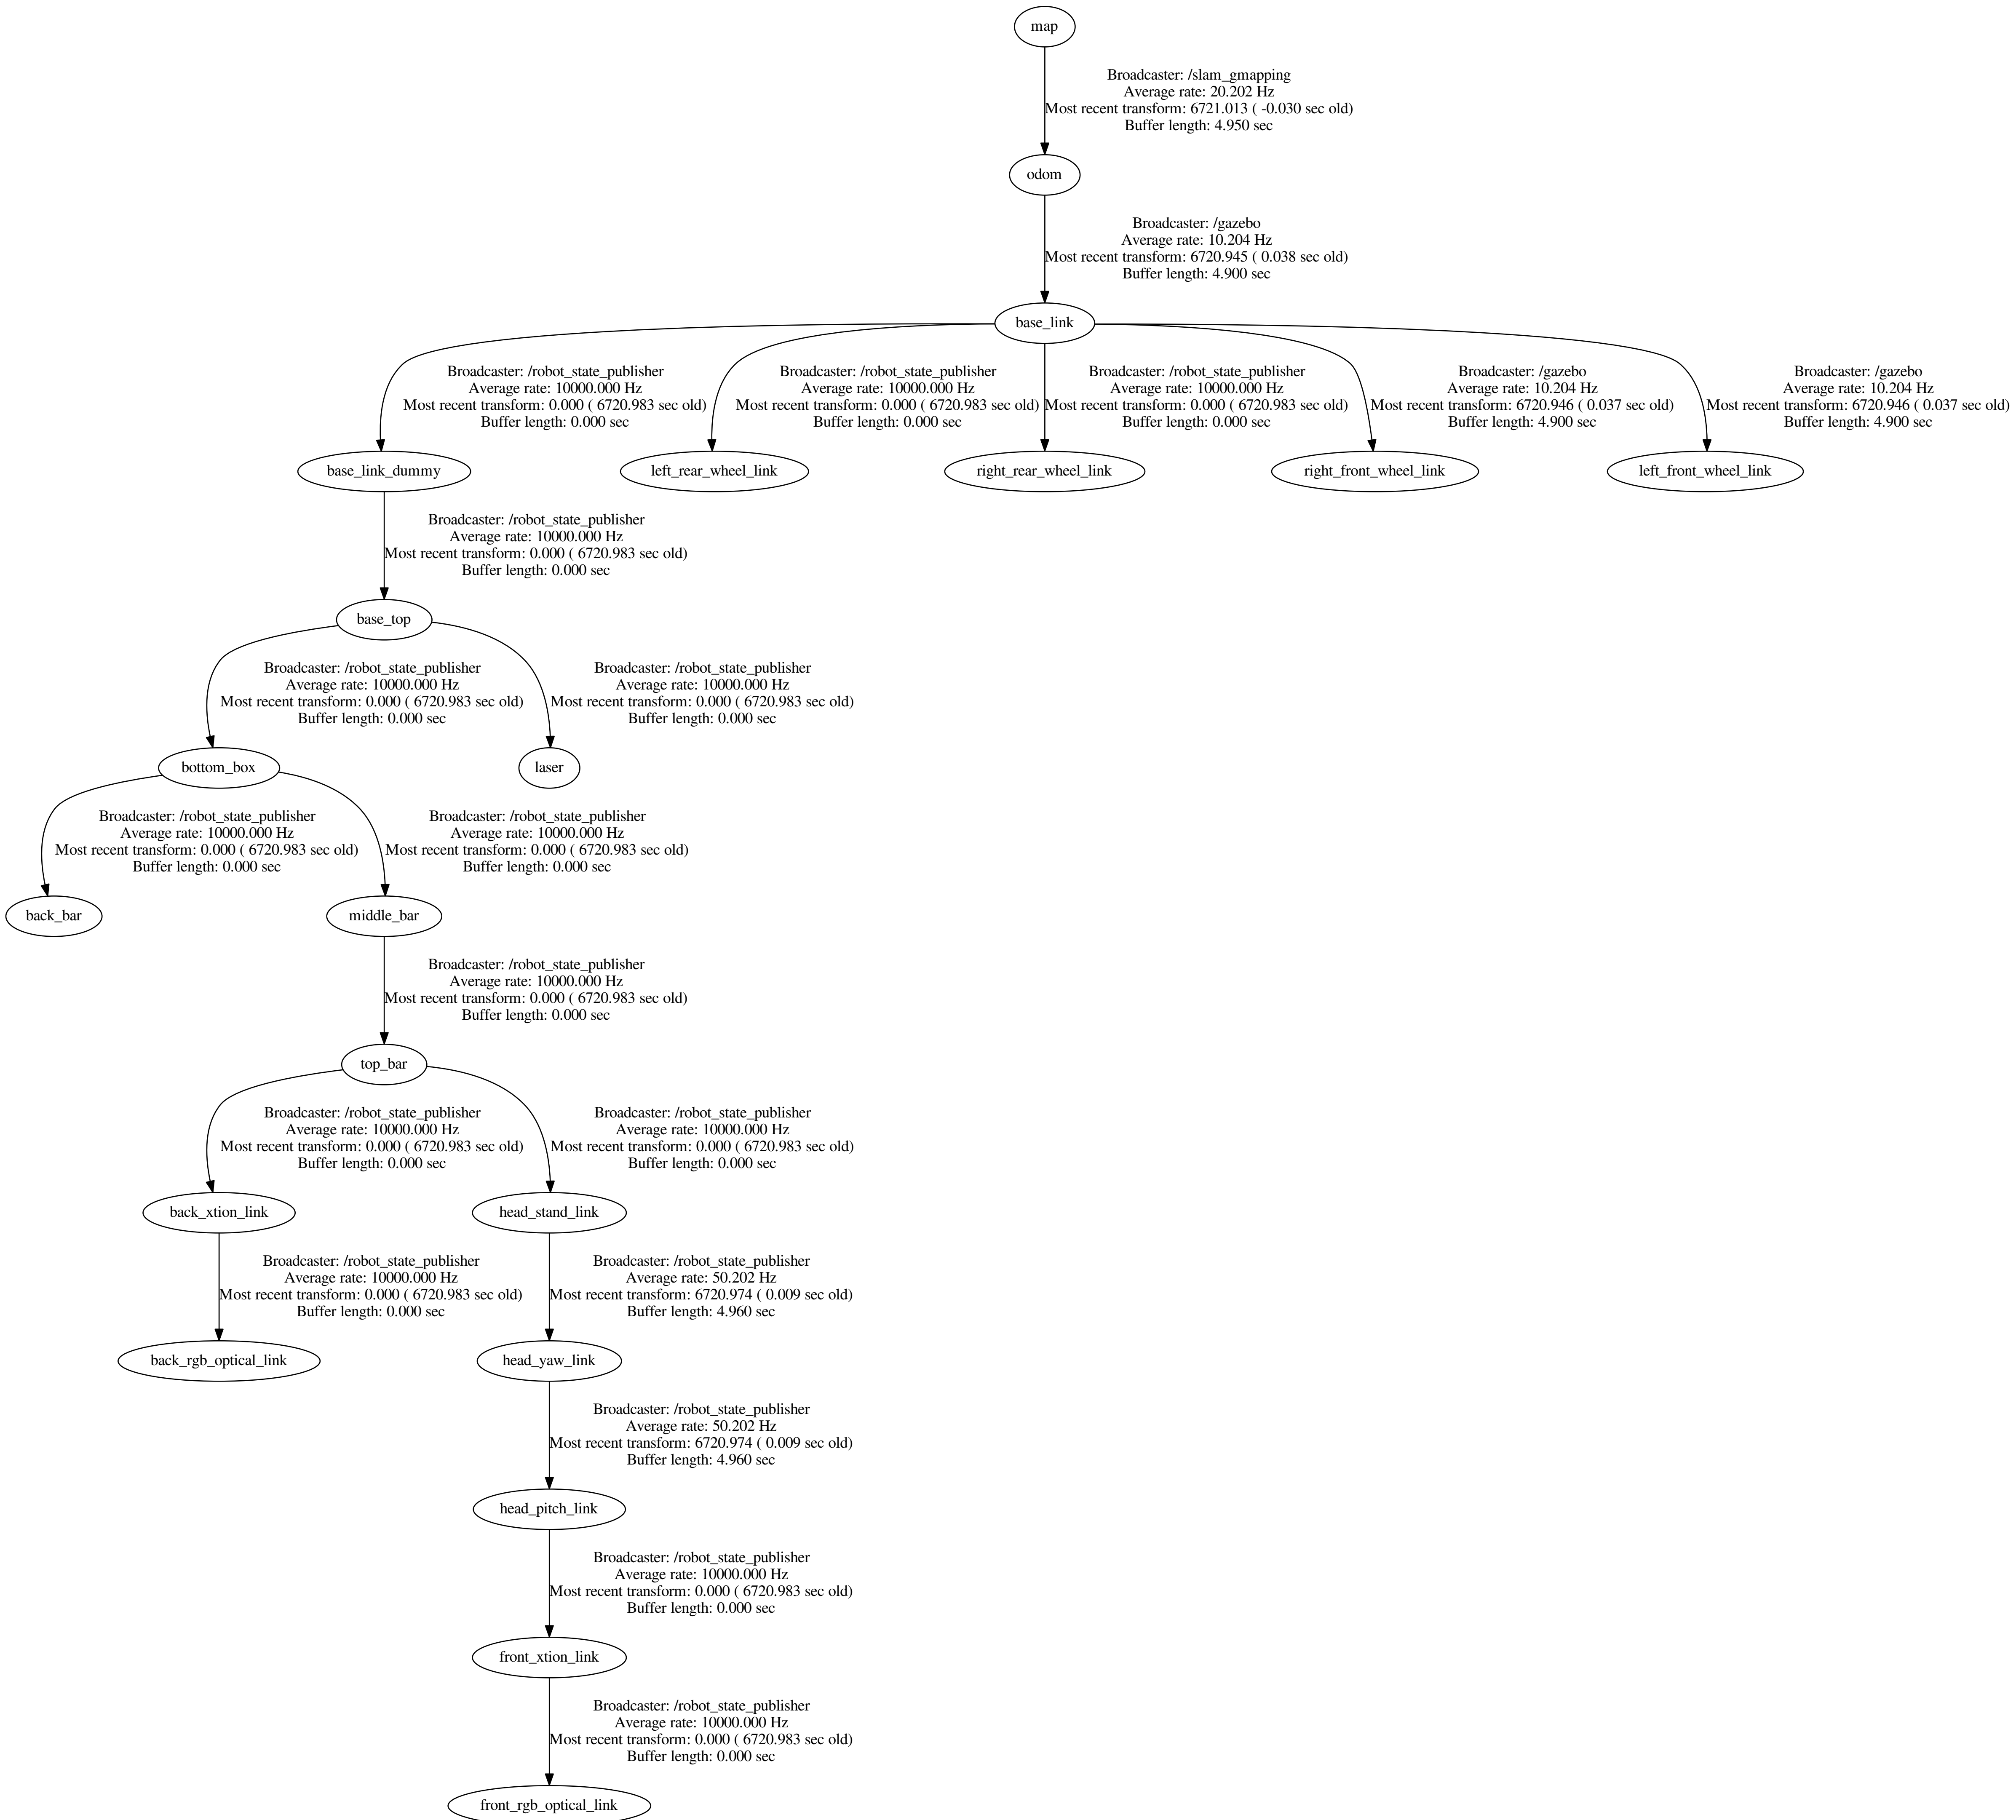 map
Broadcaster: /slam_gmapping
Average rate: 20.202 Hz
Most recent transform: 6721.013 ( -0.030 sec old)
Buffer length: 4.950 sec
odom
Broadcaster: /gazebo
Average rate: 10.204 Hz
Most recent transform: 6720.945 ( 0.038 sec old)
Buffer length: 4.900 sec
base_link
Broadcaster: /robot_state_publisher
Average rate: 10000.000 Hz
Most recent transform: 0.000 ( 6720.983 sec old)
Buffer length: 0.000 sec
Broadcaster: /robot_state_publisher
Average rate: 10000.000 Hz
Most recent transform: 0.000 ( 6720.983 sec old)
Buffer length: 0.000 sec
Broadcaster: /robot_state_publisher
Average rate: 10000.000 Hz
Most recent transform: 0.000 ( 6720.983 sec old)
Buffer length: 0.000 sec
Broadcaster: /gazebo
Average rate: 10.204 Hz
Most recent transform: 6720.946 ( 0.037 sec old)
Buffer length: 4.900 sec
Broadcaster: /gazebo
Average rate: 10.204 Hz
Most recent transform: 6720.946 ( 0.037 sec old)
Buffer length: 4.900 sec
base_link_dummy
left_rear_wheel_link
right_rear_wheel_link
right_front_wheel_link
left_front_wheel_link
Broadcaster: /robot_state_publisher
Average rate: 10000.000 Hz
Most recent transform: 0.000 ( 6720.983 sec old)
Buffer length: 0.000 sec
base_top
Broadcaster: /robot_state_publisher
Average rate: 10000.000 Hz
Most recent transform: 0.000 ( 6720.983 sec old)
Buffer length: 0.000 sec
Broadcaster: /robot_state_publisher
Average rate: 10000.000 Hz
Most recent transform: 0.000 ( 6720.983 sec old)
Buffer length: 0.000 sec
bottom_box
laser
Broadcaster: /robot_state_publisher
Average rate: 10000.000 Hz
Most recent transform: 0.000 ( 6720.983 sec old)
Buffer length: 0.000 sec
Broadcaster: /robot_state_publisher
Average rate: 10000.000 Hz
Most recent transform: 0.000 ( 6720.983 sec old)
Buffer length: 0.000 sec
back_bar
middle_bar
Broadcaster: /robot_state_publisher
Average rate: 10000.000 Hz
Most recent transform: 0.000 ( 6720.983 sec old)
Buffer length: 0.000 sec
top_bar
Broadcaster: /robot_state_publisher
Average rate: 10000.000 Hz
Most recent transform: 0.000 ( 6720.983 sec old)
Buffer length: 0.000 sec
Broadcaster: /robot_state_publisher
Average rate: 10000.000 Hz
Most recent transform: 0.000 ( 6720.983 sec old)
Buffer length: 0.000 sec
back_xtion_link
head_stand_link
Broadcaster: /robot_state_publisher
Average rate: 10000.000 Hz
Most recent transform: 0.000 ( 6720.983 sec old)
Buffer length: 0.000 sec
Broadcaster: /robot_state_publisher
Average rate: 50.202 Hz
Most recent transform: 6720.974 ( 0.009 sec old)
Buffer length: 4.960 sec
back_rgb_optical_link
head_yaw_link
Broadcaster: /robot_state_publisher
Average rate: 50.202 Hz
Most recent transform: 6720.974 ( 0.009 sec old)
Buffer length: 4.960 sec
head_pitch_link
Broadcaster: /robot_state_publisher
Average rate: 10000.000 Hz
Most recent transform: 0.000 ( 6720.983 sec old)
Buffer length: 0.000 sec
front_xtion_link
Broadcaster: /robot_state_publisher
Average rate: 10000.000 Hz
Most recent transform: 0.000 ( 6720.983 sec old)
Buffer length: 0.000 sec
front_rgb_optical_link